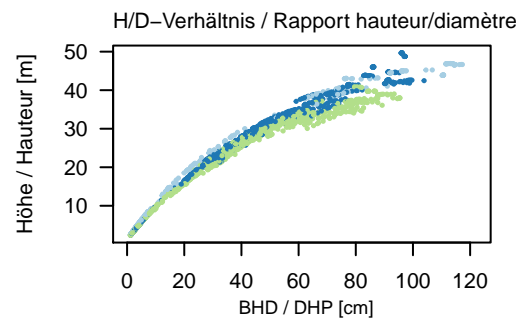 H/D−Verhältnis / Rapport hauteur/diamètre
Höhe / Hauteur [m]
50
40
30
20
10
0 20 40 60 80 100 120
BHD / DHP [cm]